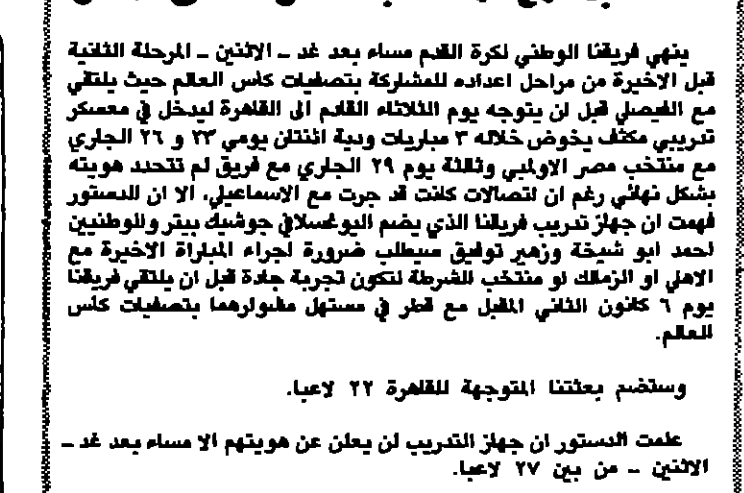 ينهي فريقنا الوطني لكرة القدم مساء بعد غد ــ الاثنين ــ المرحلة الثانية
قبل الاخيرة من مراحل اعداده للمشاركة بتصفيات كاس العالم حيث يلتقي
مع الفيصلي قبل ان يتوجه يوم الثلاثاء القادم الى القاهرة ليدخل في معسكر
تدريبي مكثف يخوض خلاله ٣ مباريات ودية اثنتان يومي ٢٣ و ٢٦ الجاري
مع منتخب مصر الاولمبي وثالثة يوم ٢٩ الجاري مع فريق لم تتحدد هويته
بشكل نهائي رغم ان اتصالات كانت قد جرت مع الاسماعيلي، الا ان الدستور
فهمت ان جهاز تدريب فريقنا الذي يضم اليوغسلافي جوشيك بيتر والوطنيين
احمد ابو شيخة وزهير توفيق سيطلب ضرورة اجراء المباراة الاخيرة مع
الاهلي او الزمالك او منتخب الشرطة لتكون تجربة جادة قبل ان يلتقي فريقنا
يوم ٦ كانون الثاني المقبل مع قطر في مستهل مشوارهما بتصفيات كأس
العالم.
وستضم بعثتنا المتوجهة للقاهرة ٢٢ لاعبا.
علمت الدستور ان جهاز التدريب لن يعلن عن هويتهم الا مساء بعد غد ــ
الاثنين ــ من بين ٢٧ لاعبا.